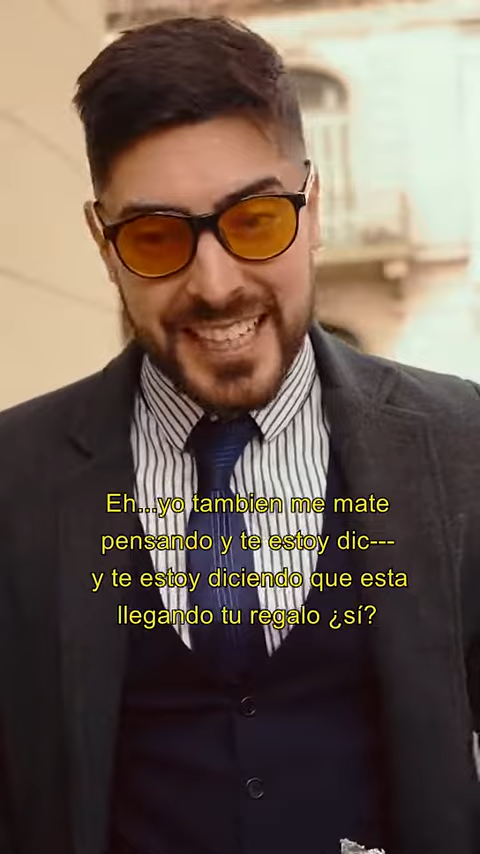 Eh...yo tambien me mate
pensando y te estoy dic---
y te estoy diciendo que esta
llegando tu regalo ¿sí?